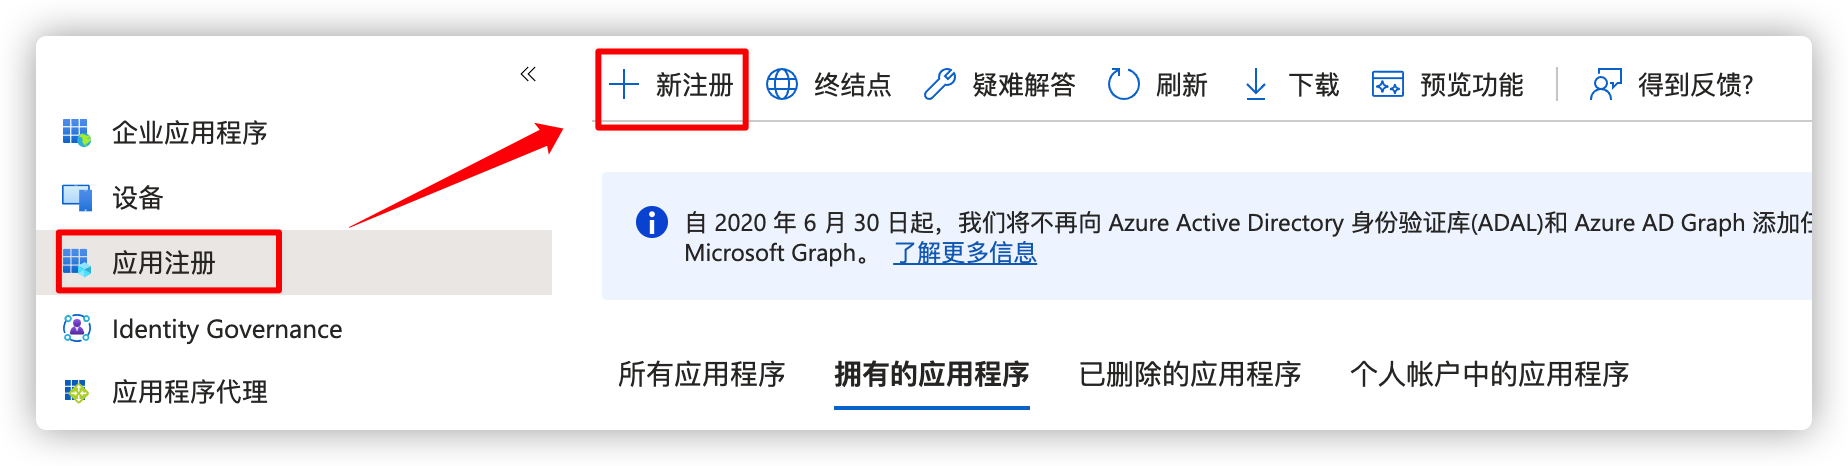 «
企业应用程序
设备
应用注册
Identity Governance
应用程序代理
新注册 终结点 疑难解答 刷新 下载 预览功能 得到反馈?
自 2020 年 6 月 30 日起，我们将不再向 Azure Active Directory 身份验证库(ADAL)和 Azure AD Graph 添加
Microsoft Graph。 了解更多信息
所有应用程序 拥有的应用程序 已删除的应用程序 个人帐户中的应用程序